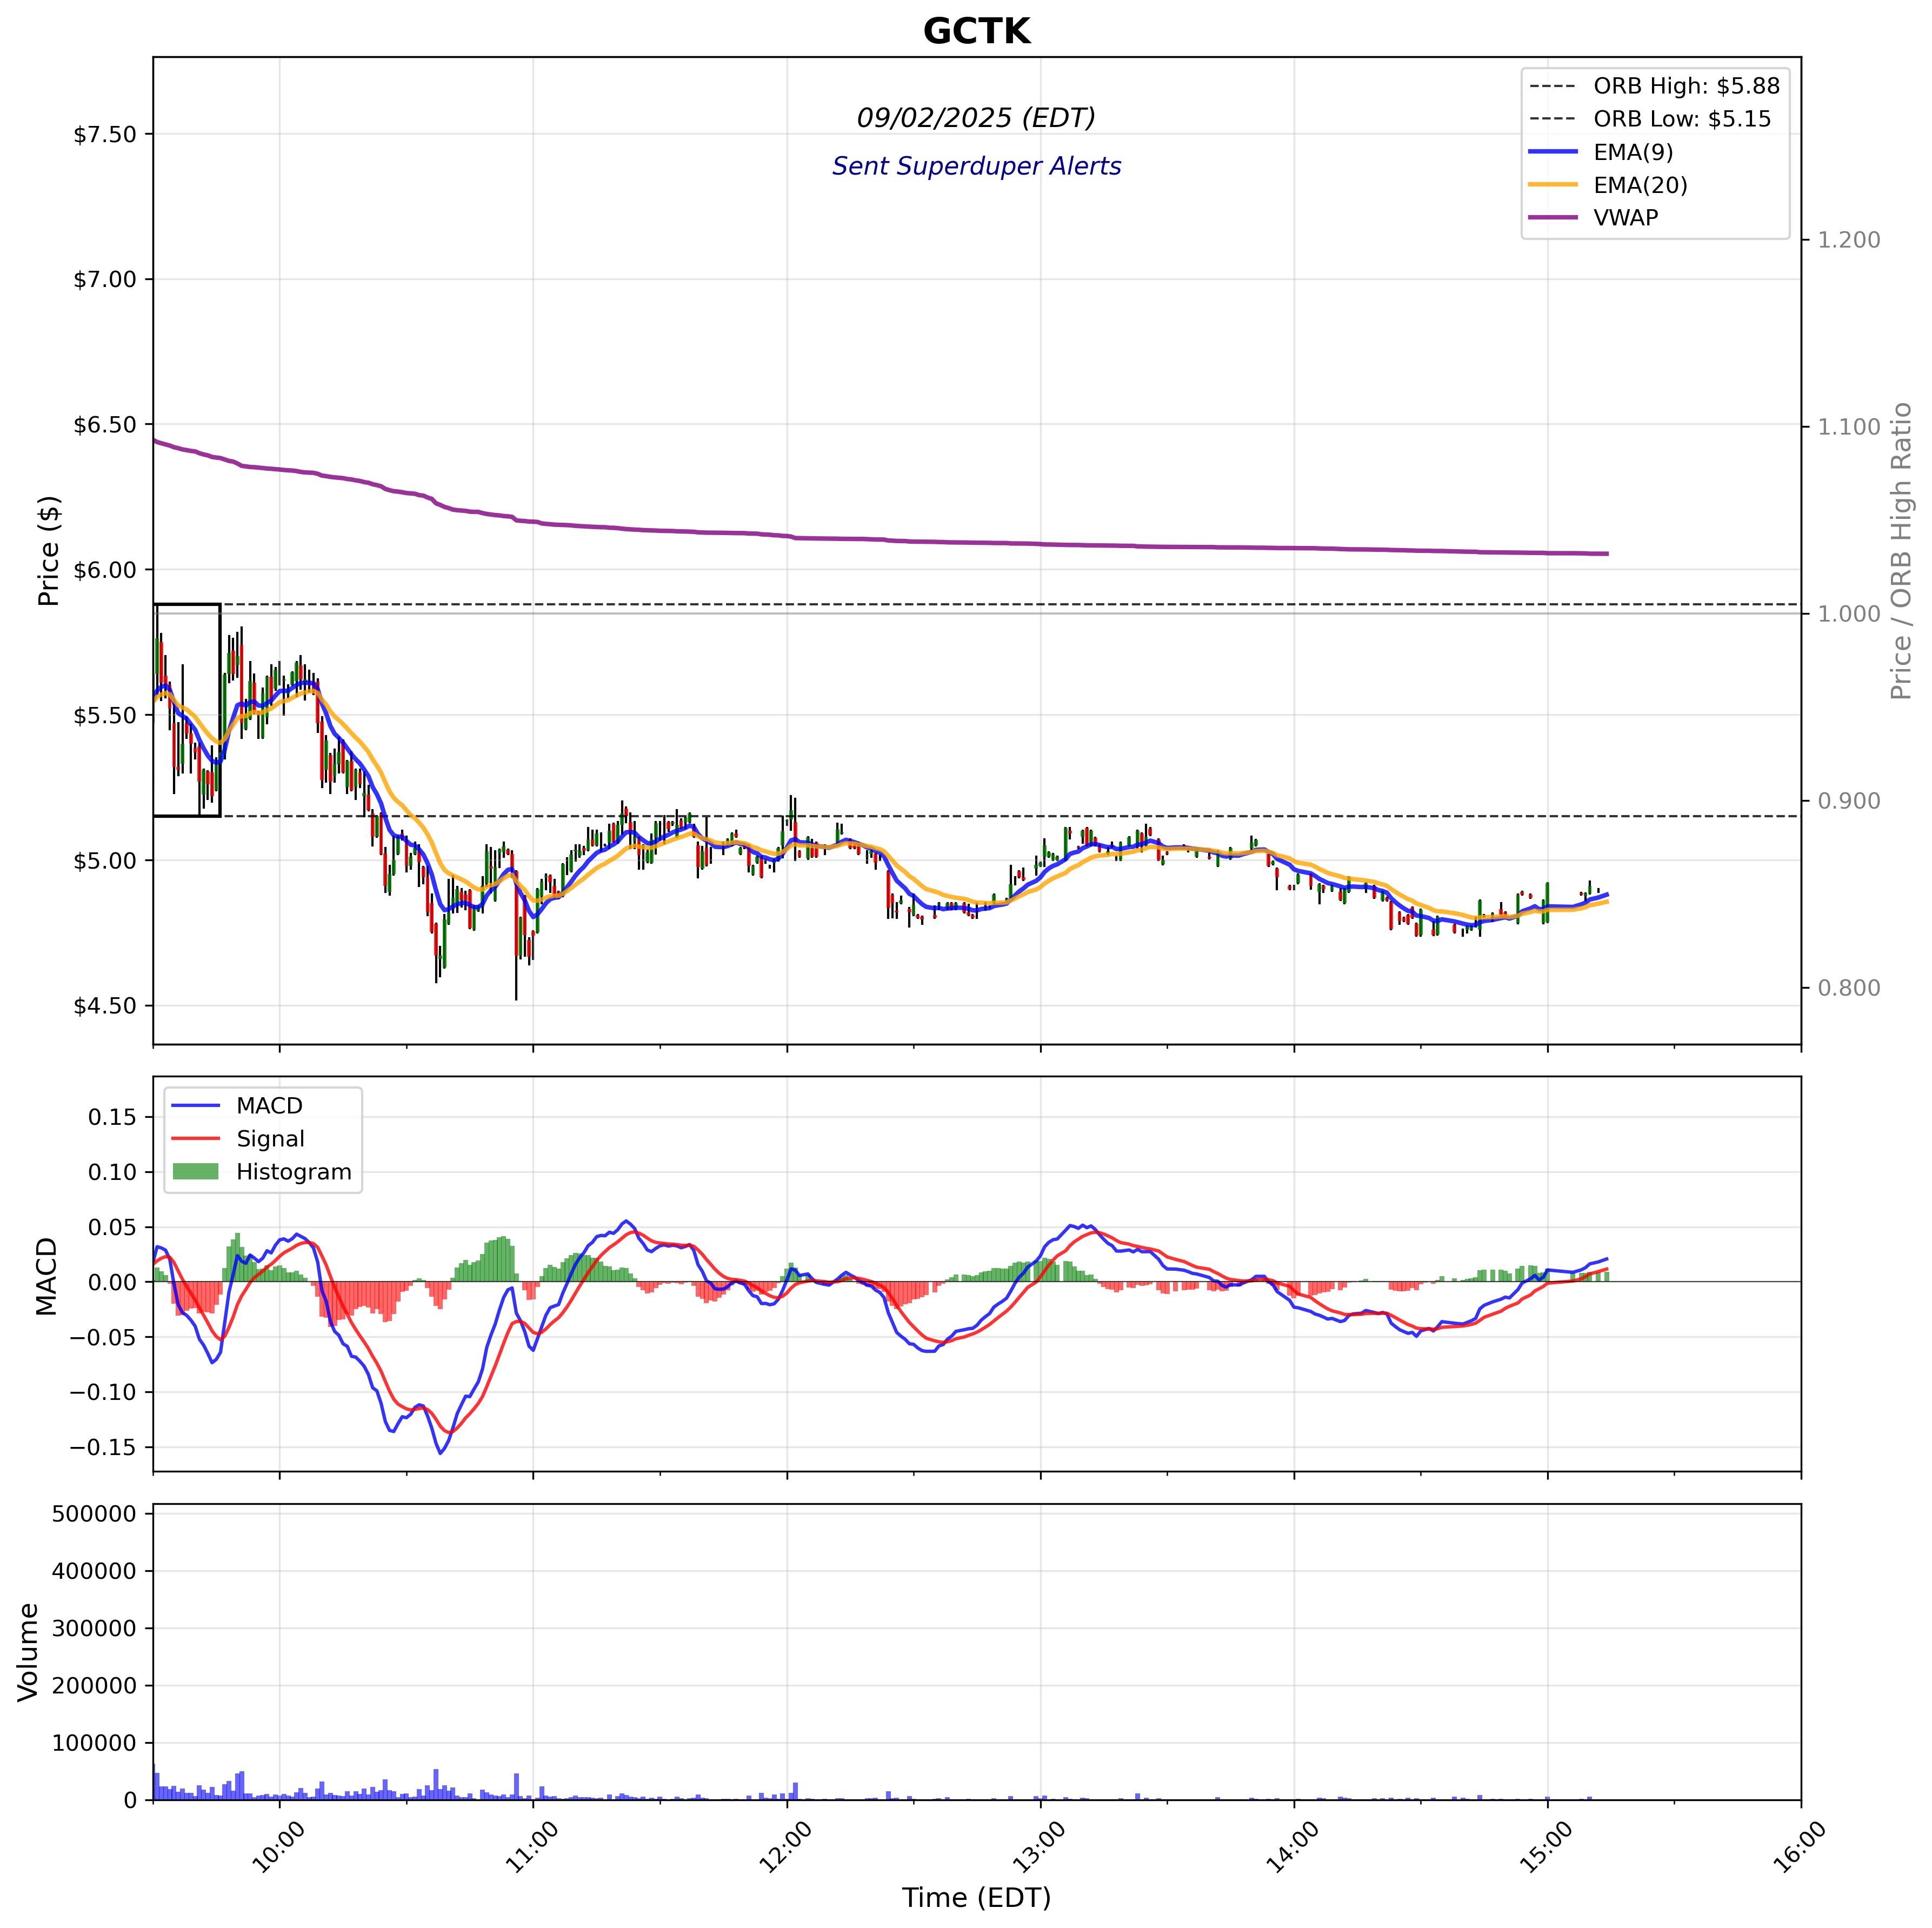 GCTK
09/02/2025 (EDT)
Sent Superduper Alerts
ORB High: $5.88
ORB Low: $5.15
EMA(9)
EMA(20)
VWAP
Price ($)
$7.50
$7.00
$6.50
$6.00
$5.50
$5.00
$4.50
Price / ORB High Ratio
1.200
1.100
1.000
0.900
0.800
MACD
Signal
Histogram
MACD
0.15
0.10
0.05
0.00
−0.05
−0.10
−0.15
Volume
500000
400000
300000
200000
100000
0
10:00
11:00
12:00
13:00
14:00
15:00
16:00
Time (EDT)